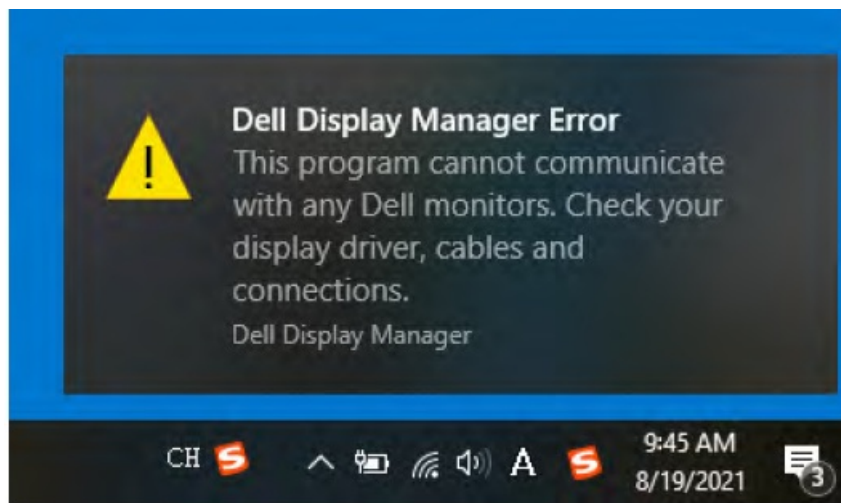 Dell Display Manager Error
This program cannot communicate
with any Dell monitors. Check your
display driver, cables and
connections.
Dell Display Manager
CH S A S 9:45 AM
8/19/2021 3